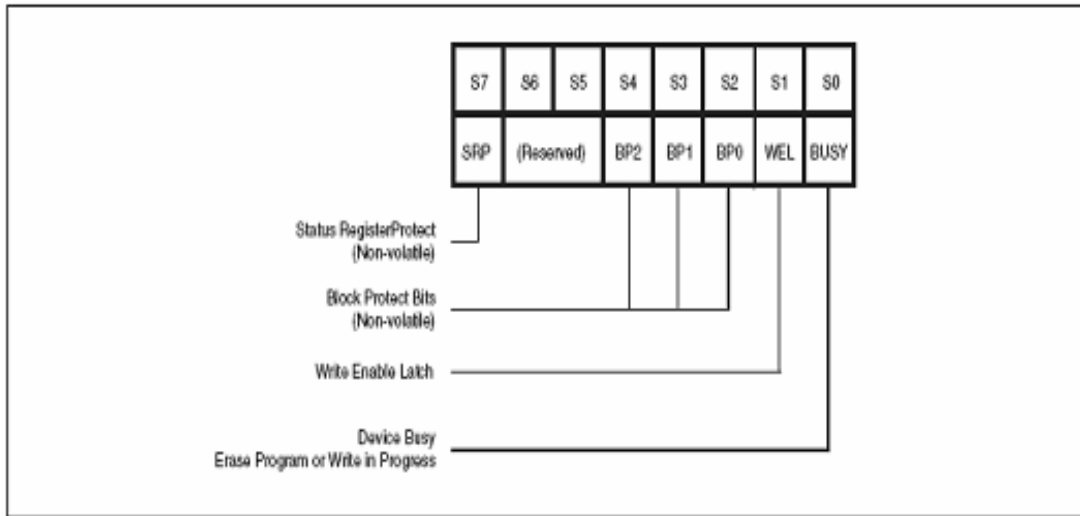 S7 S6 S5 S4 S3 S2 S1 S0
SRP (Reserved) BP2 BP1 BP0 WEL BUSY
Status RegisterProtect
(Non-volatile)
Block Protect Bits
(Non-volatile)
Write Enable Latch
Device Busy
Erase Program or Write in Progress